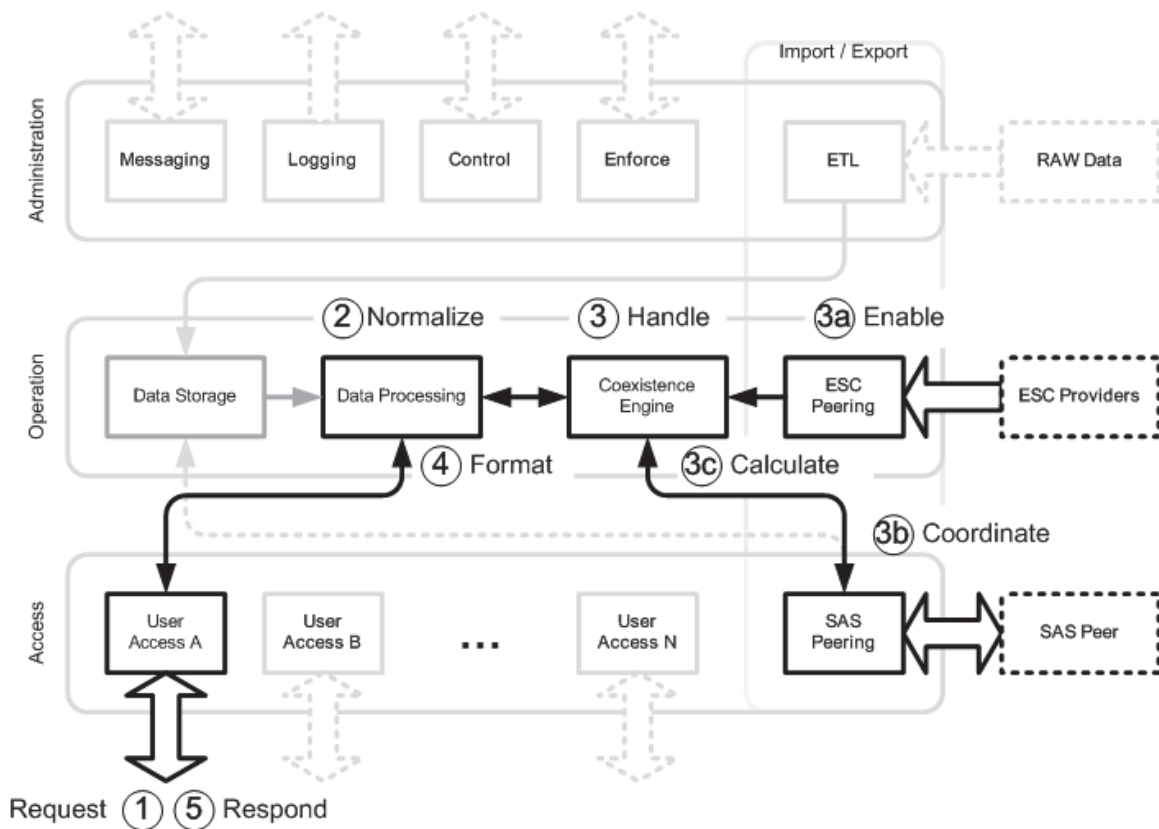 Import / Export
Administration
Messaging
Logging
Control
Enforce
ETL
RAW Data
2 Normalize
3 Handle
3a Enable
Operation
Data Storage
Data Processing
Coexistence
Engine
ESC
Peering
ESC Providers
4 Format
3c Calculate
3b Coordinate
Access
User
Access A
User
Access B
...
User
Access N
SAS
Peering
SAS Peer
Request 1 5 Respond